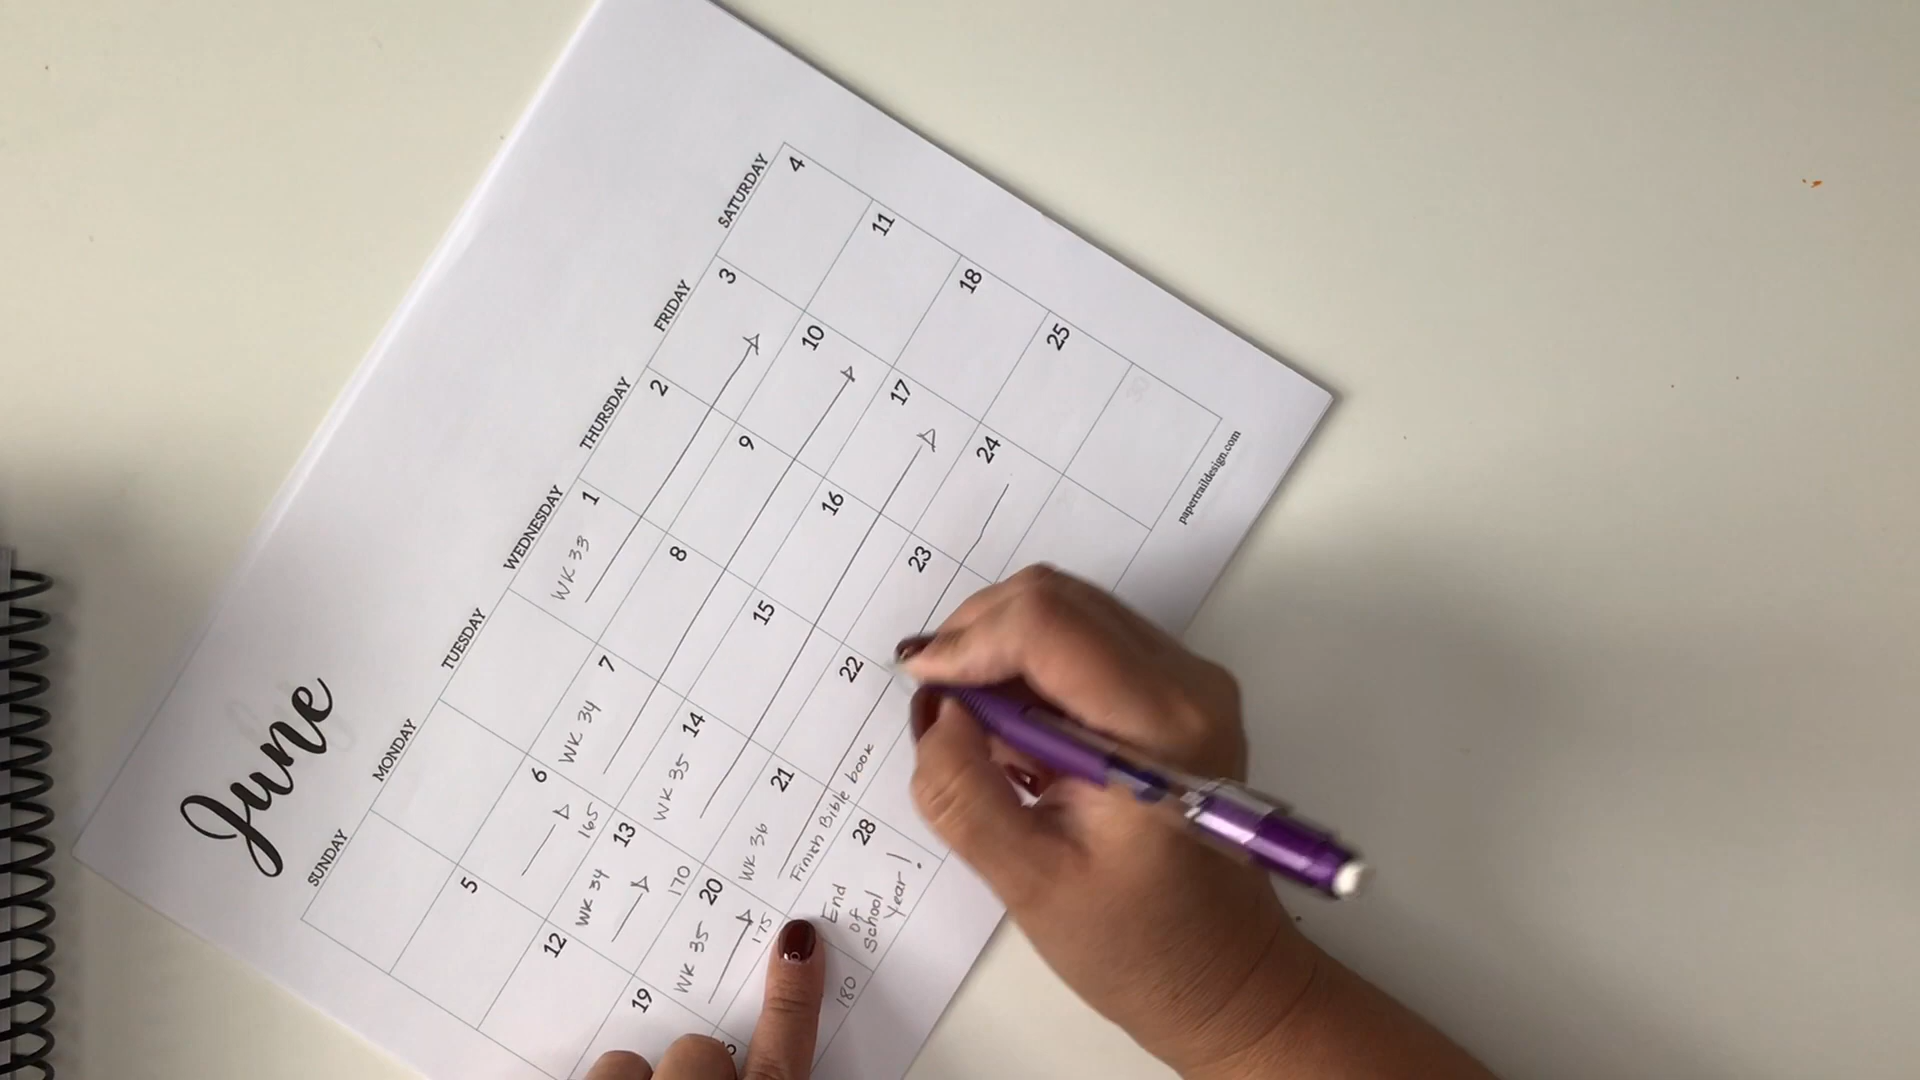 June
SUNDAY MONDAY TUESDAY WEDNESDAY THURSDAY FRIDAY SATURDAY
1 2 3 4
WK 33
5 6 7 8 9 10 11
WK 34
165
12 13 14 15 16 17 18
WK 34 WK 35
170
19 20 21 22 23 24 25
WK 35 WK 36
175 Finish Bible book
28
End
of
School
Year!
180
papertraildesign.com